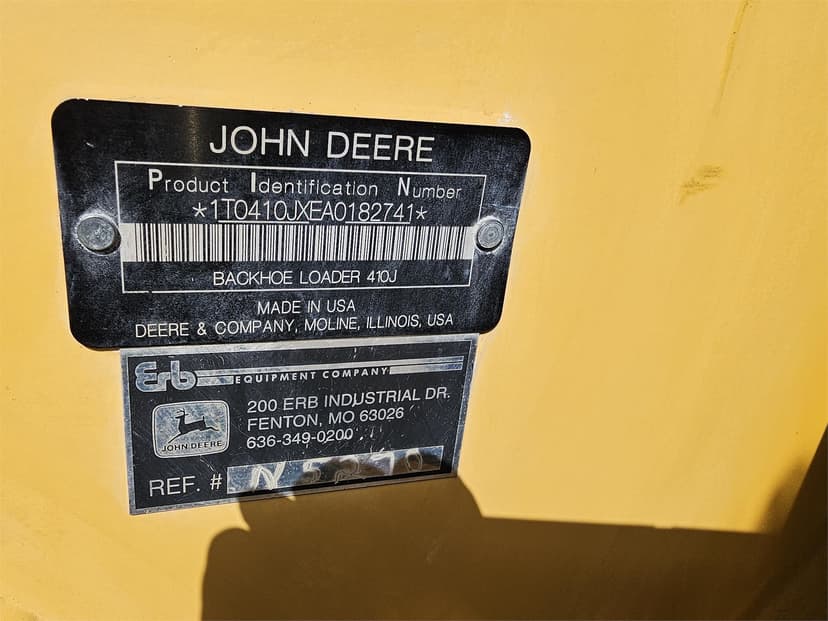 JOHN DEERE
Product Identification Number
*1T0410JXEA0182741*
BACKHOE LOADER 410J
MADE IN USA
DEERE & COMPANY, MOLINE, ILLINOIS, USA
Erb EQUIPMENT COMPANY
200 ERB INDUSTRIAL DR.
FENTON, MO 63026
636-349-0200
JOHN DEERE
REF. #